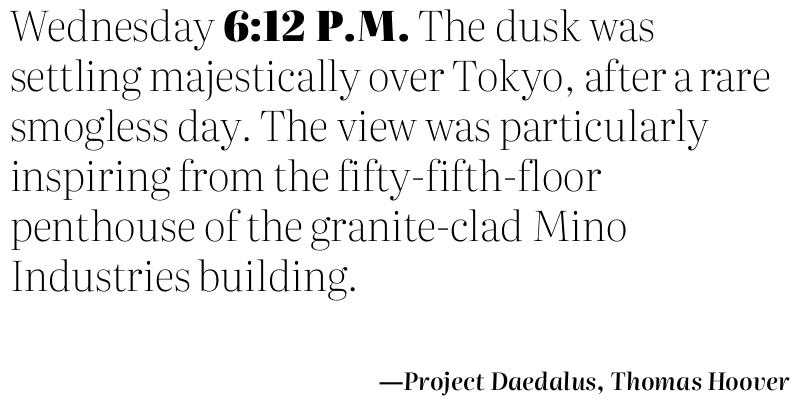 Wednesday 6:12 P.M. The dusk was
settling majestically over Tokyo, after a rare
smogless day. The view was particularly
inspiring from the fifty-fifth-floor
penthouse of the granite-clad Mino
Industries building.
—Project Daedalus, Thomas Hoover